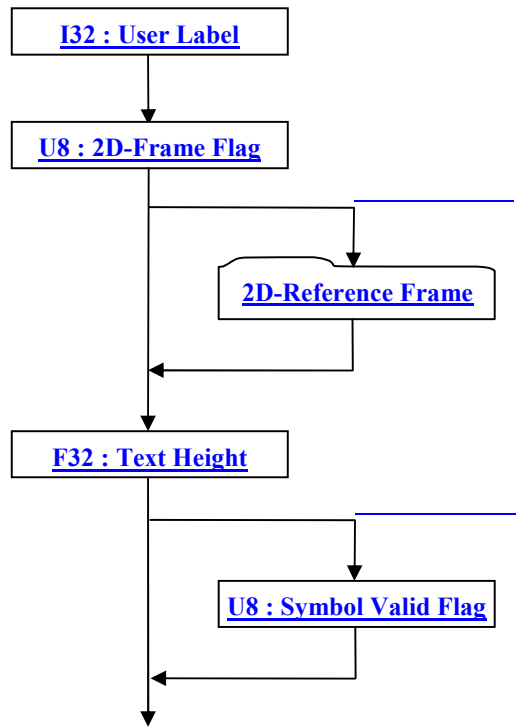 I32 : User Label
U8 : 2D-Frame Flag
2D-Reference Frame
F32 : Text Height
U8 : Symbol Valid Flag